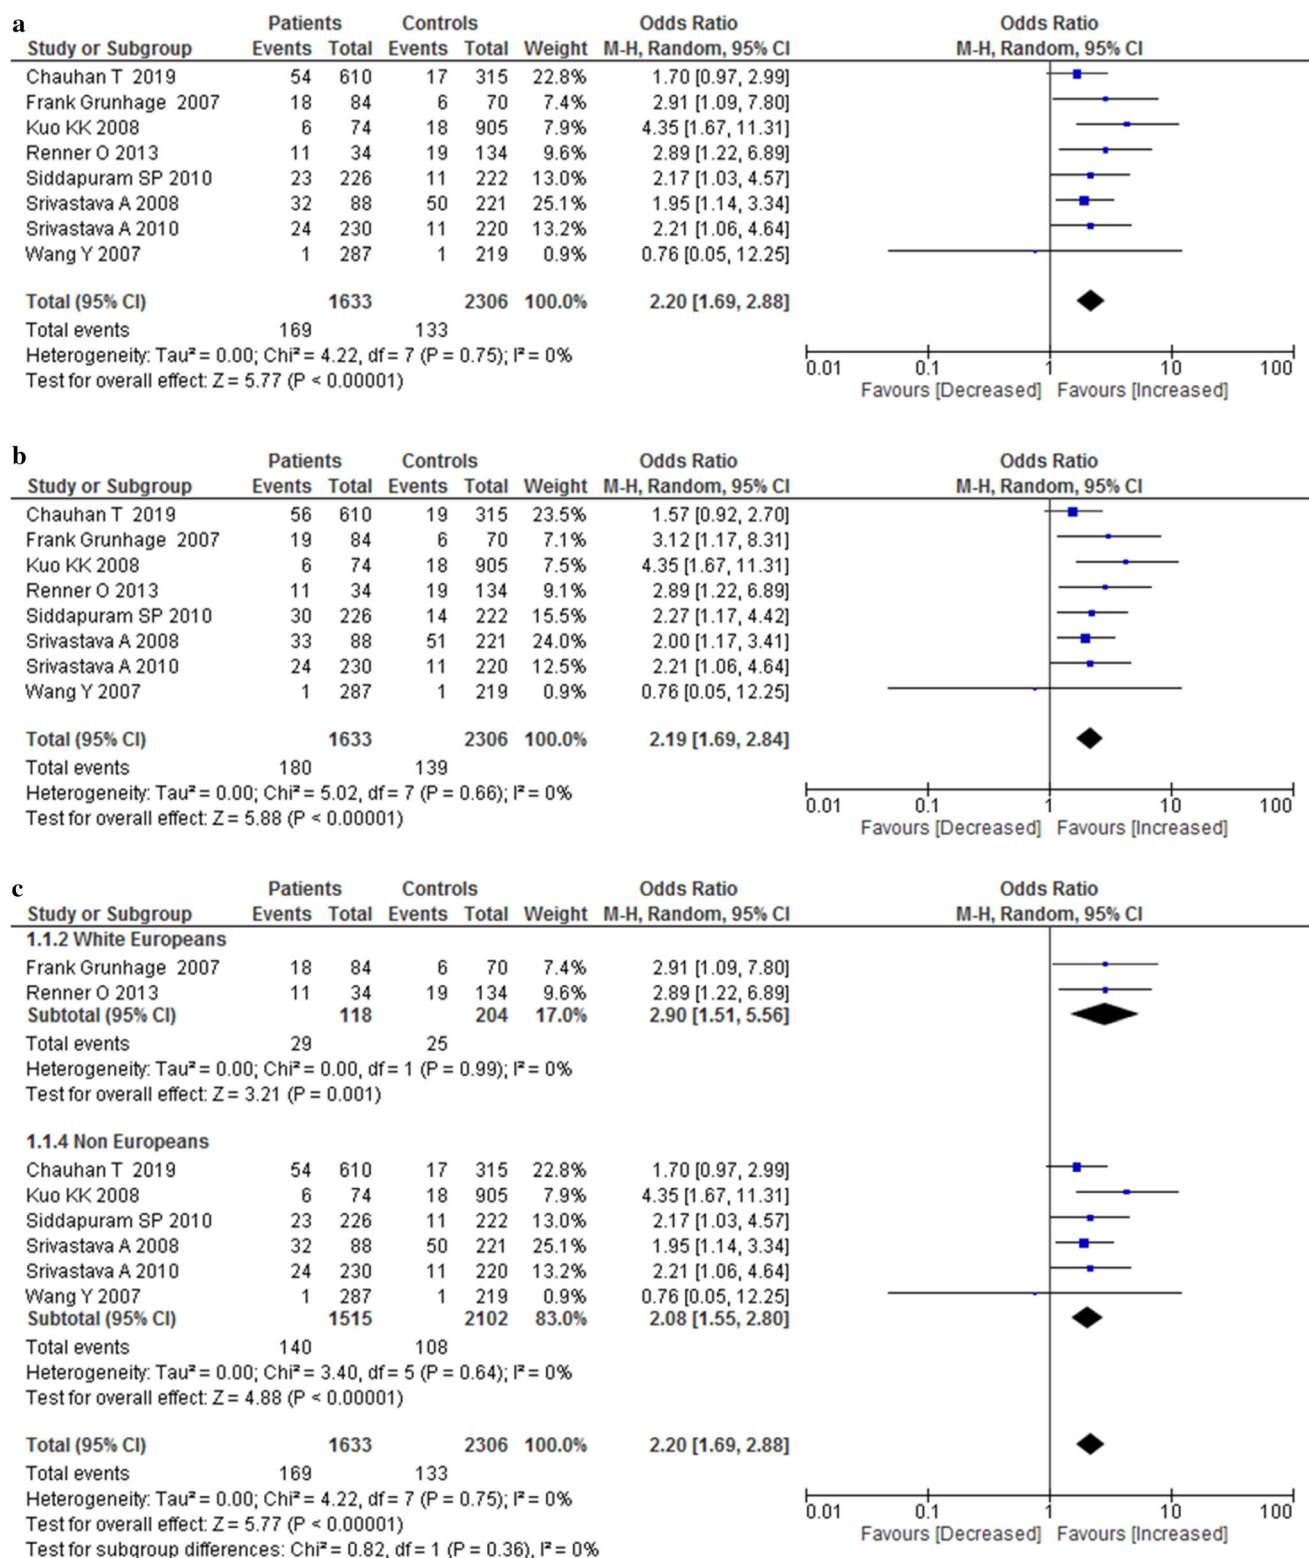 a
Patients Controls Odds Ratio Odds Ratio
Study or Subgroup Events Total Events Total Weight M-H, Random, 95% CI M-H, Random, 95% CI
Chauhan T 2019 54 610 17 315 22.8% 1.70 [0.97, 2.99]
Frank Grunhage 2007 18 84 6 70 7.4% 2.91 [1.09, 7.80]
Kuo KK 2008 6 74 18 905 7.9% 4.35 [1.67, 11.31]
Renner O 2013 11 34 19 134 9.6% 2.89 [1.22, 6.89]
Siddapuram SP 2010 23 226 11 222 13.0% 2.17 [1.03, 4.57]
Srivastava A 2008 32 88 50 221 25.1% 1.95 [1.14, 3.34]
Srivastava A 2010 24 230 11 220 13.2% 2.21 [1.06, 4.64]
Wang Y 2007 1 287 1 219 0.9% 0.76 [0.05, 12.25]
Total (95% CI) 1633 2306 100.0% 2.20 [1.69, 2.88]
Total events 169 133
Heterogeneity: Tau² = 0.00; Chi² = 4.22, df = 7 (P = 0.75); I² = 0%
Test for overall effect: Z = 5.77 (P < 0.00001)
0.01 0.1 1 10 100
Favours [Decreased] Favours [Increased]
b
Patients Controls Odds Ratio Odds Ratio
Study or Subgroup Events Total Events Total Weight M-H, Random, 95% CI M-H, Random, 95% CI
Chauhan T 2019 56 610 19 315 23.5% 1.57 [0.92, 2.70]
Frank Grunhage 2007 19 84 6 70 7.1% 3.12 [1.17, 8.31]
Kuo KK 2008 6 74 18 905 7.5% 4.35 [1.67, 11.31]
Renner O 2013 11 34 19 134 9.1% 2.89 [1.22, 6.89]
Siddapuram SP 2010 30 226 14 222 15.5% 2.27 [1.17, 4.42]
Srivastava A 2008 33 88 51 221 24.0% 2.00 [1.17, 3.41]
Srivastava A 2010 24 230 11 220 12.5% 2.21 [1.06, 4.64]
Wang Y 2007 1 287 1 219 0.9% 0.76 [0.05, 12.25]
Total (95% CI) 1633 2306 100.0% 2.19 [1.69, 2.84]
Total events 180 139
Heterogeneity: Tau² = 0.00; Chi² = 5.02, df = 7 (P = 0.66); I² = 0%
Test for overall effect: Z = 5.88 (P < 0.00001)
0.01 0.1 1 10 100
Favours [Decreased] Favours [Increased]
c
Patients Controls Odds Ratio Odds Ratio
Study or Subgroup Events Total Events Total Weight M-H, Random, 95% CI M-H, Random, 95% CI
1.1.2 White Europeans
Frank Grunhage 2007 18 84 6 70 7.4% 2.91 [1.09, 7.80]
Renner O 2013 11 34 19 134 9.6% 2.89 [1.22, 6.89]
Subtotal (95% CI) 118 204 17.0% 2.90 [1.51, 5.56]
Total events 29 25
Heterogeneity: Tau² = 0.00; Chi² = 0.00, df = 1 (P = 0.99); I² = 0%
Test for overall effect: Z = 3.21 (P = 0.001)
1.1.4 Non Europeans
Chauhan T 2019 54 610 17 315 22.8% 1.70 [0.97, 2.99]
Kuo KK 2008 6 74 18 905 7.9% 4.35 [1.67, 11.31]
Siddapuram SP 2010 23 226 11 222 13.0% 2.17 [1.03, 4.57]
Srivastava A 2008 32 88 50 221 25.1% 1.95 [1.14, 3.34]
Srivastava A 2010 24 230 11 220 13.2% 2.21 [1.06, 4.64]
Wang Y 2007 1 287 1 219 0.9% 0.76 [0.05, 12.25]
Subtotal (95% CI) 1515 2102 83.0% 2.08 [1.55, 2.80]
Total events 140 108
Heterogeneity: Tau² = 0.00; Chi² = 3.40, df = 5 (P = 0.64); I² = 0%
Test for overall effect: Z = 4.88 (P < 0.00001)
Total (95% CI) 1633 2306 100.0% 2.20 [1.69, 2.88]
Total events 169 133
Heterogeneity: Tau² = 0.00; Chi² = 4.22, df = 7 (P = 0.75); I² = 0%
Test for overall effect: Z = 5.77 (P < 0.00001)
Test for subgroup differences: Chi² = 0.82, df = 1 (P = 0.36), I² = 0%
0.01 0.1 1 10 100
Favours [Decreased] Favours [Increased]